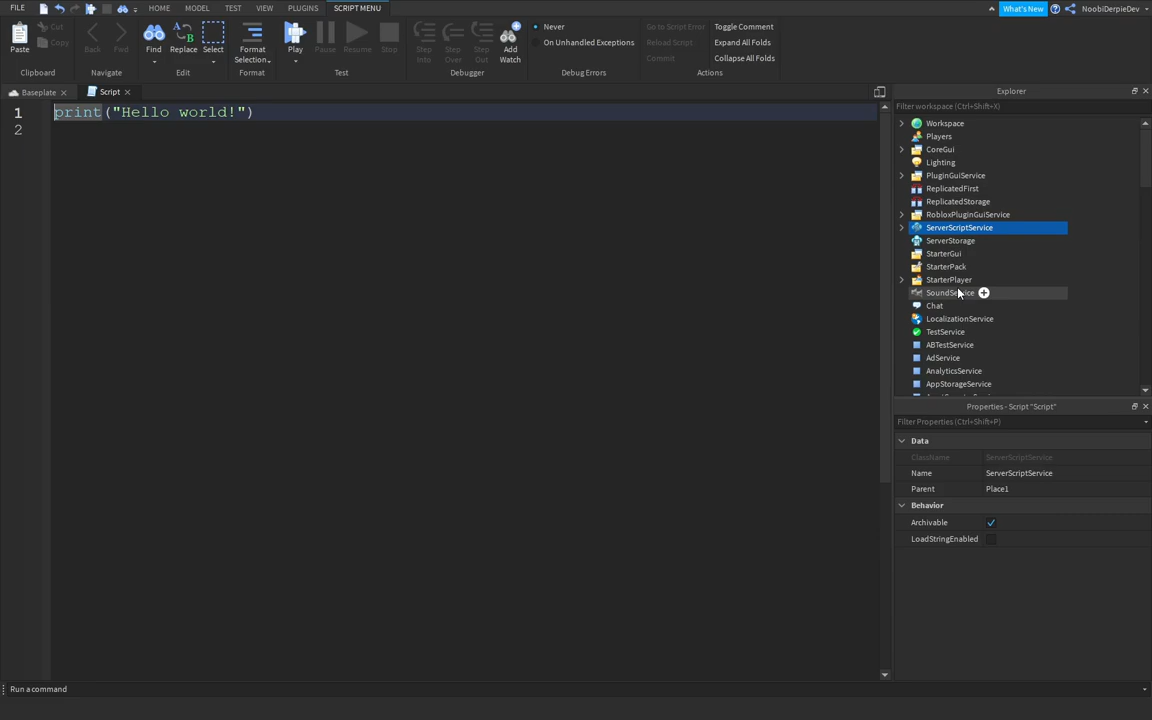 FILE HOME MODEL TEST VIEW PLUGINS SCRIPT MENU What's New NoobiDerpieDev
Paste Cut Copy Back Fwd Find Replace Select Format Selection Play Pause Resume Stop Step Into Step Over Step Out Add Watch Never On Unhandled Exceptions Go to Script Error Reload Script Commit Toggle Comment Expand All Folds Collapse All Folds
Clipboard Navigate Edit Format Test Debugger Debug Errors Actions
Baseplate Script
1 print("Hello world!")
2
Explorer
Filter workspace (Ctrl+Shift+X)
Workspace
Players
CoreGui
Lighting
PluginGuiService
ReplicatedFirst
ReplicatedStorage
RobloxPluginGuiService
ServerScriptService
ServerStorage
StarterGui
StarterPack
StarterPlayer
SoundService
Chat
LocalizationService
TestService
ABTestService
AdService
AnalyticsService
AppStorageService
Properties - Script "Script"
Filter Properties (Ctrl+Shift+P)
Data
ClassName ServerScriptService
Name ServerScriptService
Parent Place1
Behavior
Archivable
LoadStringEnabled
Run a command